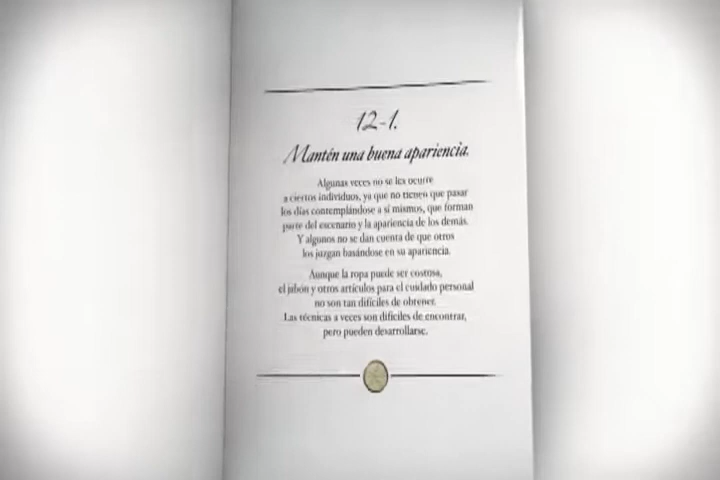 12-1.
Mantén una buena apariencia.
Algunas veces no se les ocurre
a ciertos individuos, ya que no tienen que pasar
los días contemplándose a sí mismos, que forman
parte del escenario y la apariencia de los demás.
Y algunos no se dan cuenta de que otros
los juzgan basándose en su apariencia.
Aunque la ropa puede ser costosa,
el jabón y otros artículos para el cuidado personal
no son tan difíciles de obtener.
Las técnicas a veces son difíciles de encontrar,
pero pueden desarrollarse.